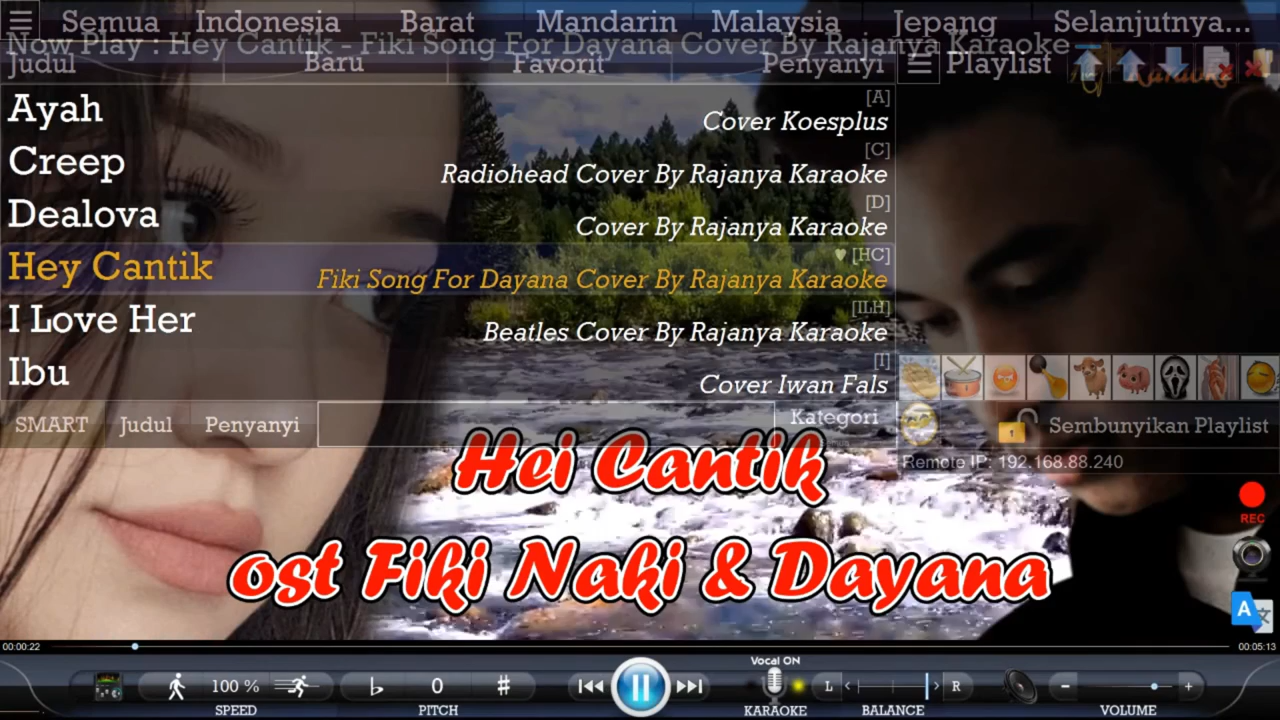 Semua Indonesia Barat Mandarin Malaysia Jepang Selanjutnya...
Now Play : Hey Cantik - Fiki Song For Dayana Cover By Rajanya Karaoke
Judul Baru Favorit Penyanyi Playlist
Karaoke
Ayah [A]
Cover Koesplus
Creep [C]
Radiohead Cover By Rajanya Karaoke
Dealova [D]
Cover By Rajanya Karaoke
Hey Cantik ♥ [HC]
Fiki Song For Dayana Cover By Rajanya Karaoke
I Love Her [ILH]
Beatles Cover By Rajanya Karaoke
Ibu [I]
Cover Iwan Fals
SMART Judul Penyanyi Kategori Sembunyikan Playlist
Remote IP: 192.168.88.240
Hei Cantik
REC
ost Fiki Naki & Dayana
A 文
00:00:22 00:05:13
Vocal ON
100 % ♭ 0 # L < > R - +
SPEED PITCH KARAOKE BALANCE VOLUME